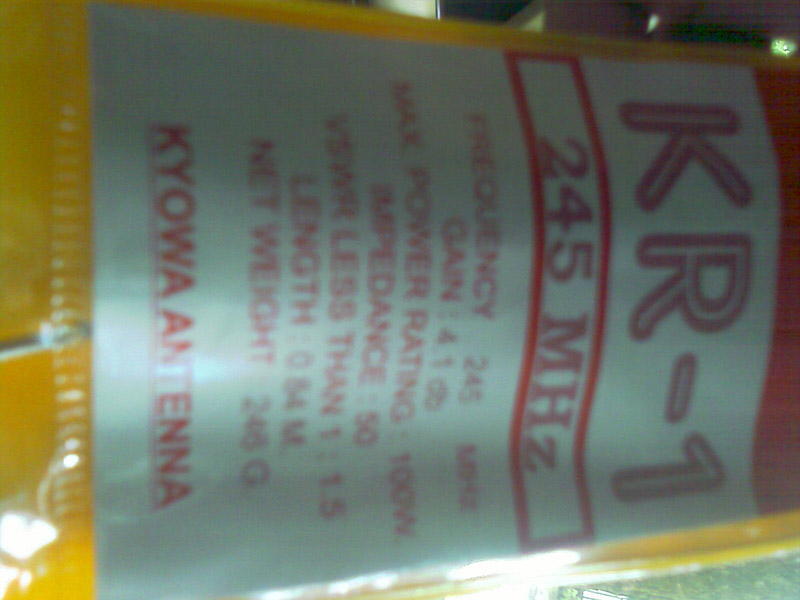 KR-1
245 MHz
FREQUENCY 245 MHz
GAIN : 4.1 db
MAX. POWER RATING : 100W.
IMPEDANCE : 50
VSWR LESS THAN 1 : 1.5
LENGTH : 0.84 M.
NET WEIGHT 246 G.
KYOWA ANTENNA